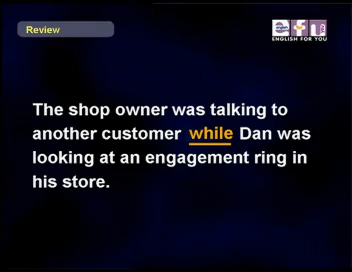 Review
efy
ENGLISH FOR YOU
The shop owner was talking to
another customer while Dan was
looking at an engagement ring in
his store.